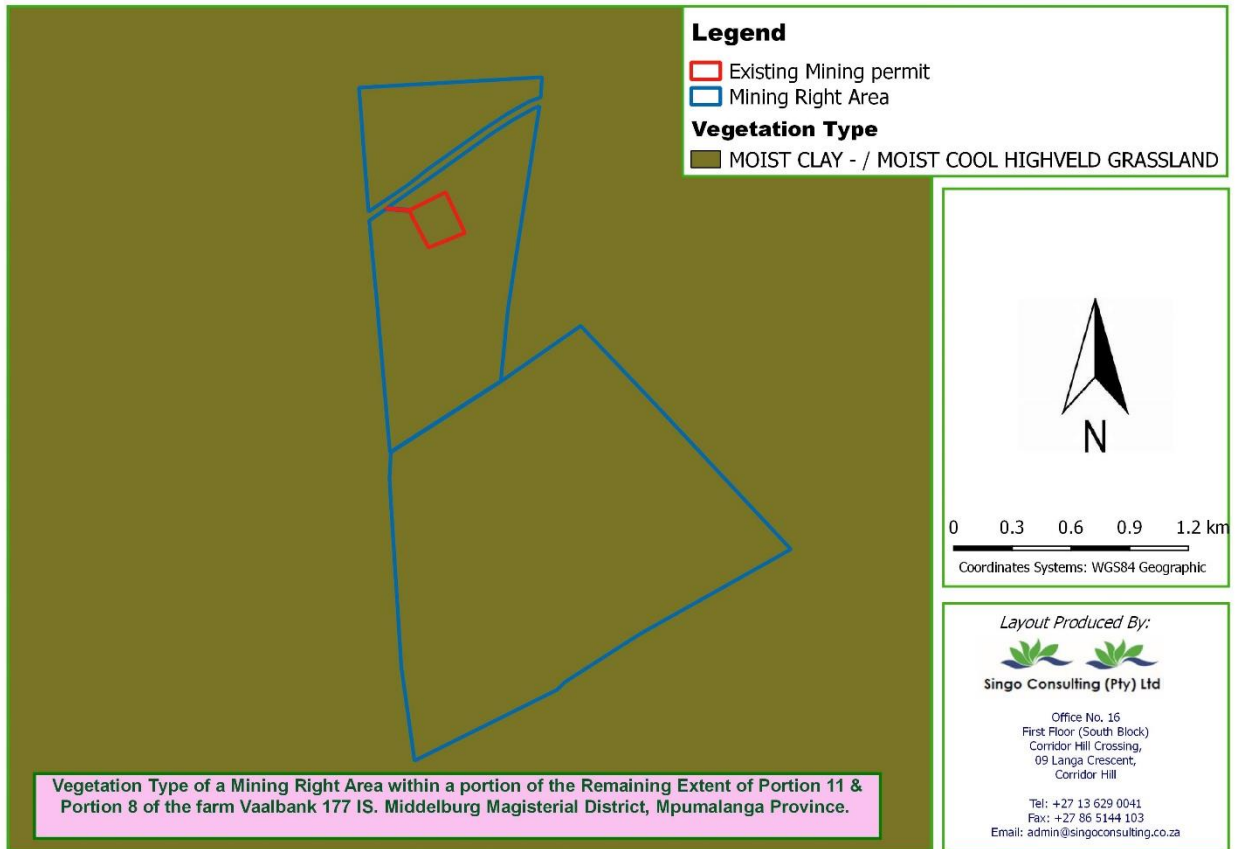 Legend
Existing Mining permit
Mining Right Area
Vegetation Type
MOIST CLAY - / MOIST COOL HIGHVELD GRASSLAND
N
0 0.3 0.6 0.9 1.2 km
Coordinates Systems: WGS84 Geographic
Layout Produced By:
Singo Consulting (Pty) Ltd
Office No. 16
First Floor (South Block)
Corridor Hill Crossing,
09 Langa Crescent,
Corridor Hill
Tel: +27 13 629 0041
Fax: +27 86 5144 103
Email: admin@singoconsulting.co.za
Vegetation Type of a Mining Right Area within a portion of the Remaining Extent of Portion 11 &
Portion 8 of the farm Vaalbank 177 IS. Middelburg Magisterial District, Mpumalanga Province.